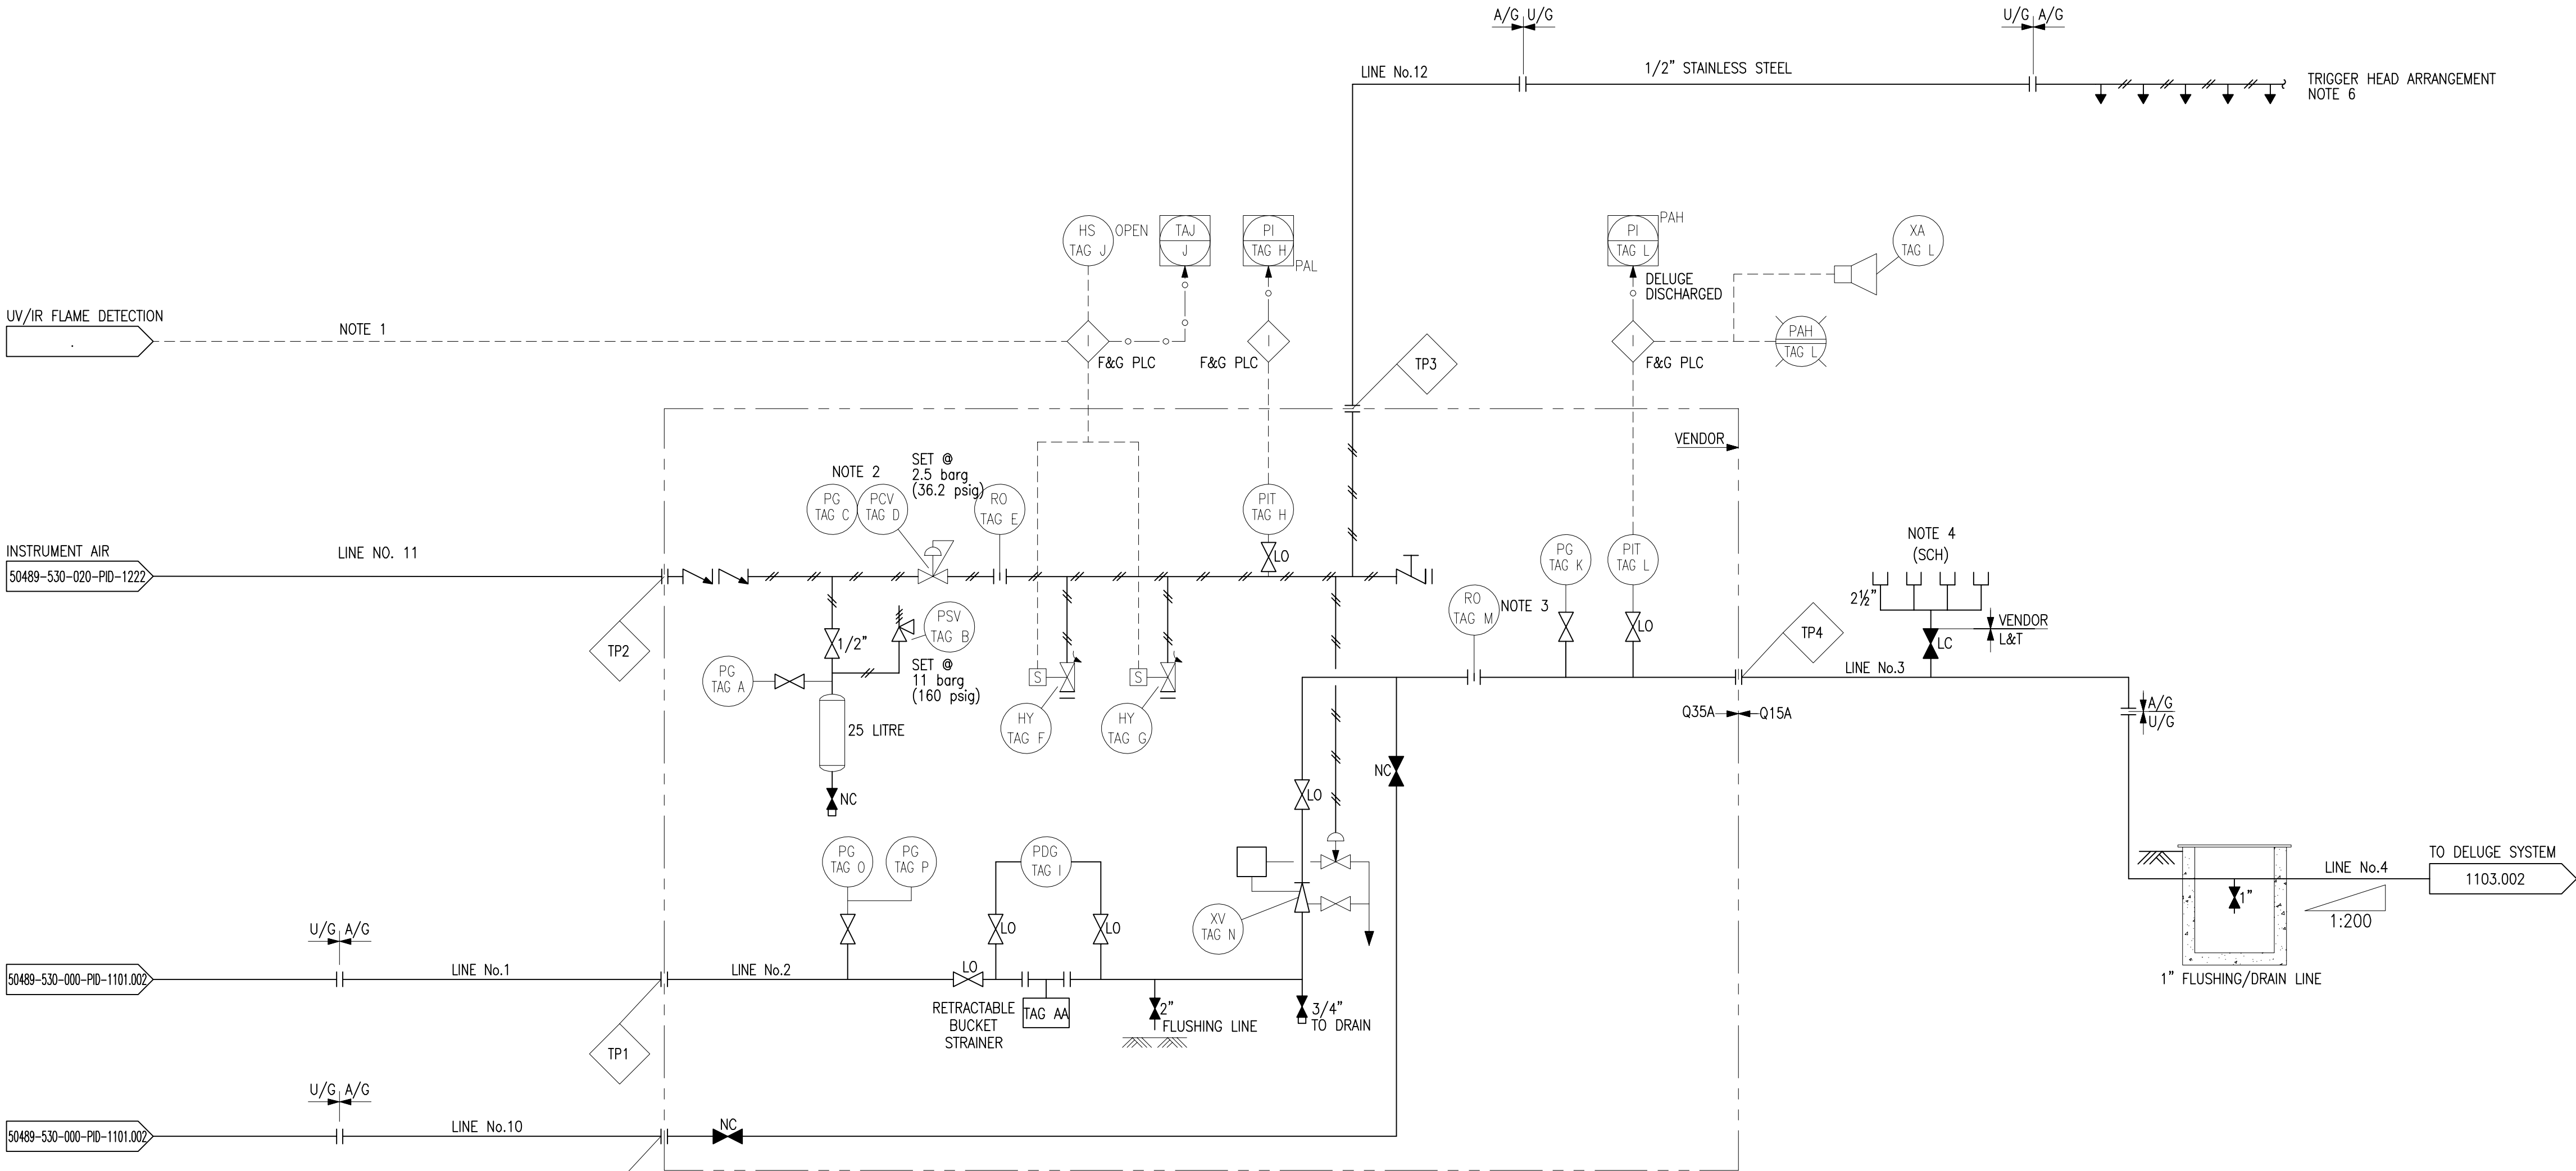 A/G U/G
U/G A/G
LINE No.12
1/2" STAINLESS STEEL
TRIGGER HEAD ARRANGEMENT
NOTE 6
HS
TAG J
OPEN
TAJ
J
PI
TAG H
PAL
PI
TAG L
PAH
XA
TAG L
DELUGE
DISCHARGED
UV/IR FLAME DETECTION
.
NOTE 1
F&G PLC
F&G PLC
F&G PLC
PAH
TAG L
TP3
VENDOR
NOTE 2
SET @
2.5 barg
(36.2 psig)
PG
TAG C
PCV
TAG D
RO
TAG E
PIT
TAG H
LO
INSTRUMENT AIR
50489-530-020-PID-1222
LINE NO. 11
PG
TAG K
PIT
TAG L
LO
NOTE 4
(SCH)
2½"
VENDOR
L&T
LC
RO
TAG M
NOTE 3
TP4
LINE No.3
TP2
1/2"
PSV
TAG B
SET @
11 barg
(160 psig)
PG
TAG A
25 LITRE
NC
S
S
HY
TAG F
HY
TAG G
Q35A
Q15A
A/G
U/G
NC
LO
PG
TAG O
PG
TAG P
PDG
TAG I
LO
LO
XV
TAG N
TO DELUGE SYSTEM
1103.002
LINE No.4
1"
1:200
1" FLUSHING/DRAIN LINE
U/G A/G
50489-530-000-PID-1101.002
LINE No.1
LINE No.2
LO
RETRACTABLE
BUCKET
STRAINER
TAG AA
2"
FLUSHING LINE
3/4"
TO DRAIN
TP1
U/G A/G
50489-530-000-PID-1101.002
LINE No.10
NC